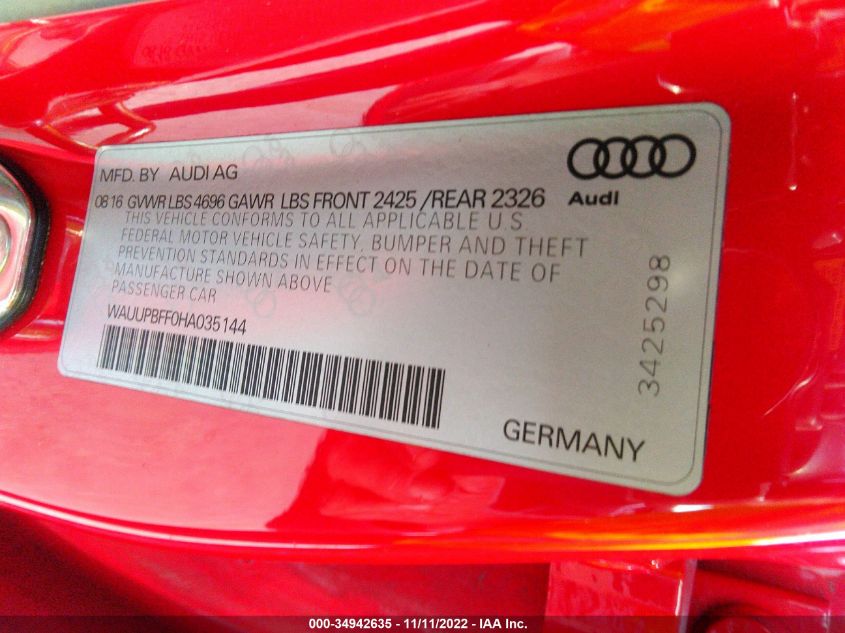 MFD. BY AUDI AG
Audi
08 16 GVWR LBS 4696 GAWR LBS FRONT 2425 /REAR 2326
THIS VEHICLE CONFORMS TO ALL APPLICABLE U S
FEDERAL MOTOR VEHICLE SAFETY, BUMPER AND THEFT
PREVENTION STANDARDS IN EFFECT ON THE DATE OF
MANUFACTURE SHOWN ABOVE
PASSENGER CAR
WAUUPBFF0HA035144
3425298
GERMANY
000-34942635 - 11/11/2022 - IAA Inc.